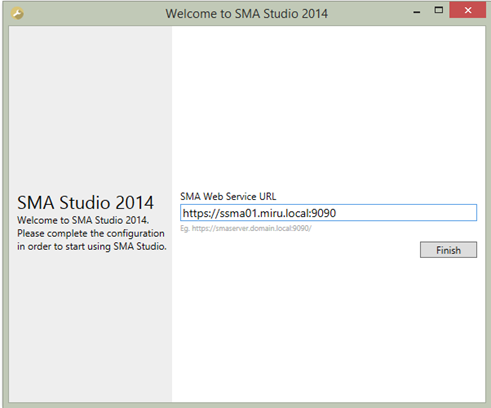 Welcome to SMA Studio 2014
SMA Studio 2014
Welcome to SMA Studio 2014.
Please complete the configuration
in order to start using SMA Studio.
SMA Web Service URL
https://ssma01.miru.local:9090
Eg. https://smaserver.domain.local:9090/
Finish